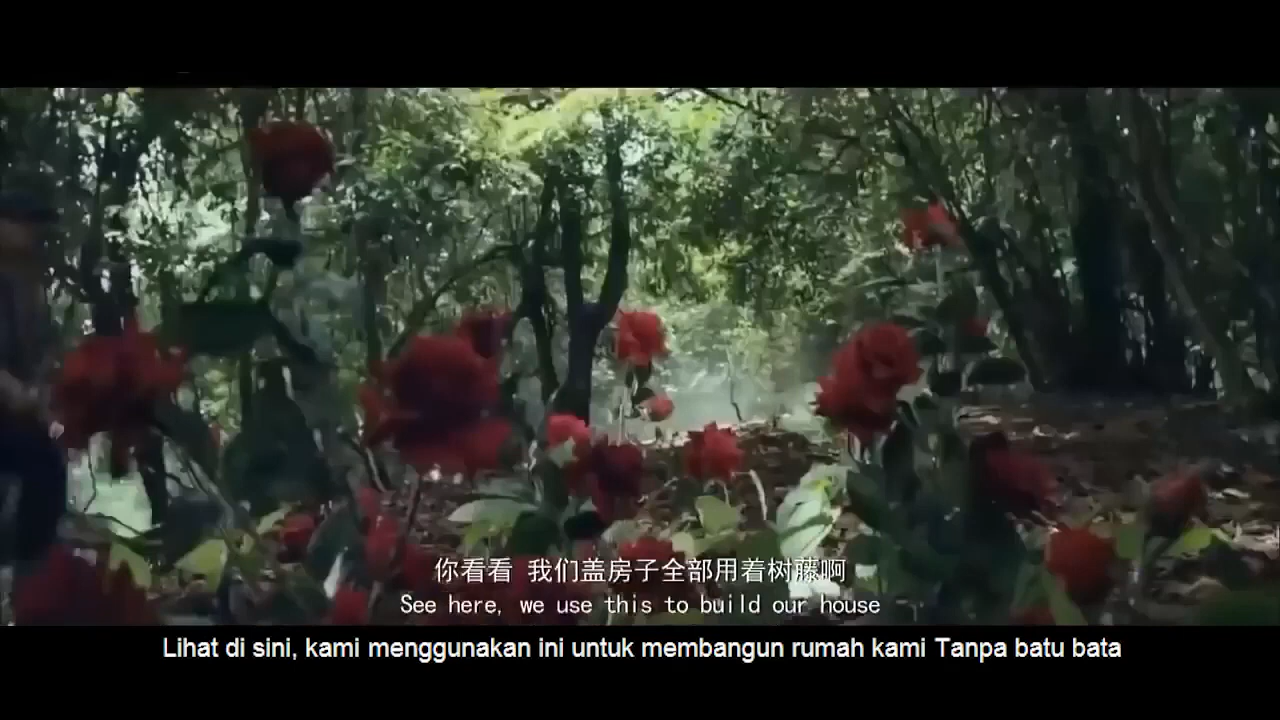 你看看 我们盖房子全部用着树藤啊
See here, we use this to build our house
Lihat di sini, kami menggunakan ini untuk membangun rumah kami Tanpa batu bata